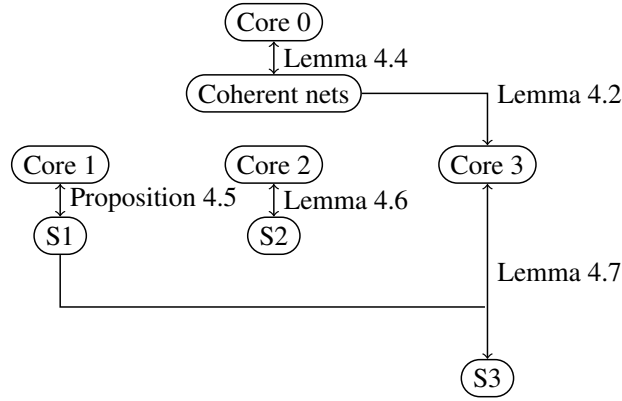 Core 0
Lemma 4.4
Coherent nets
Lemma 4.2
Core 1
Core 2
Core 3
Proposition 4.5
Lemma 4.6
S1
S2
Lemma 4.7
S3